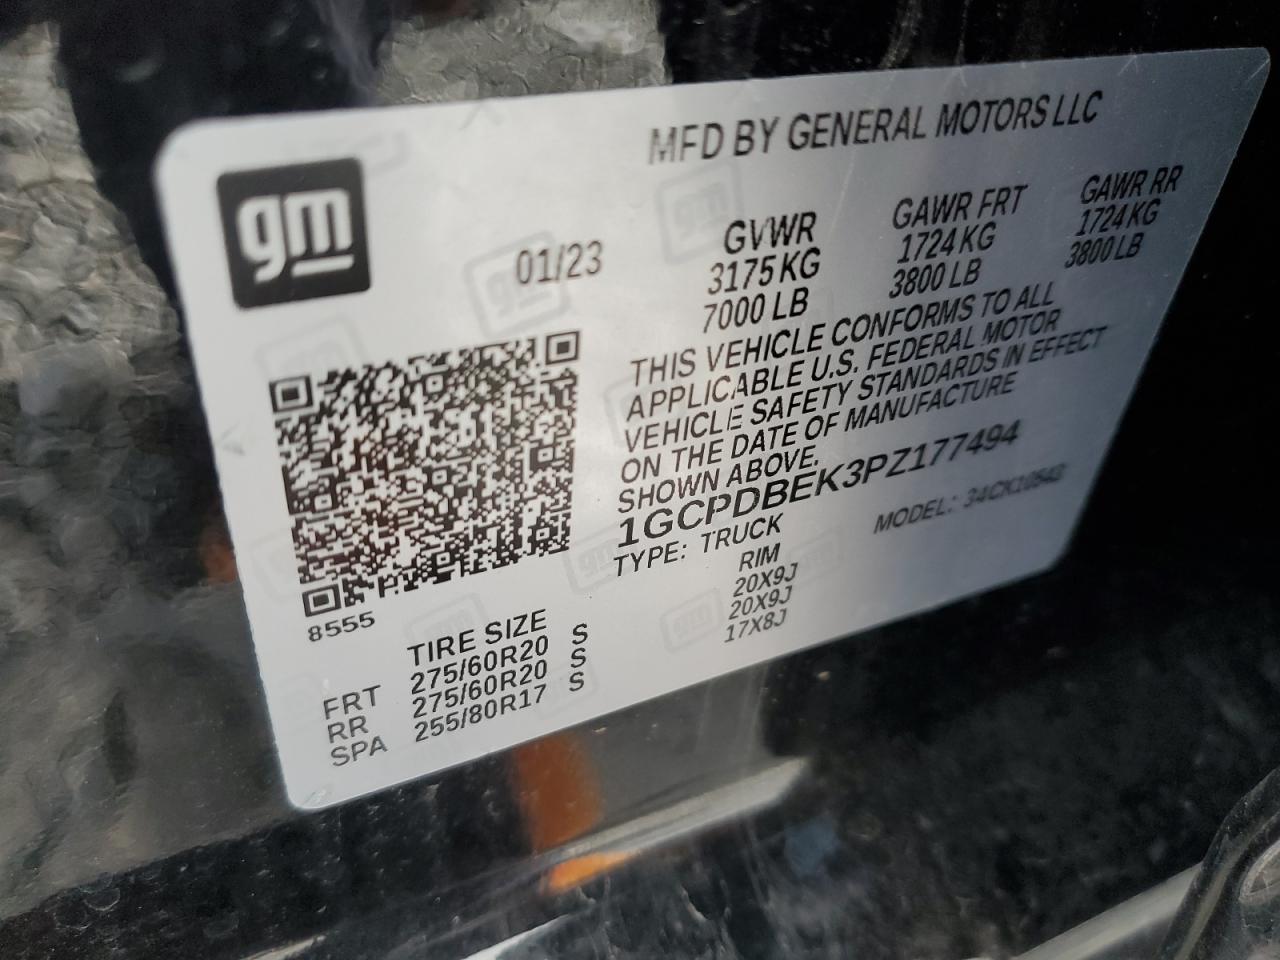 gm
MFD BY GENERAL MOTORS LLC
01/23
GVWR GAWR FRT GAWR RR
3175 KG 1724 KG 1724 KG
7000 LB 3800 LB 3800 LB
THIS VEHICLE CONFORMS TO ALL
APPLICABLE U.S. FEDERAL MOTOR
VEHICLE SAFETY STANDARDS IN EFFECT
ON THE DATE OF MANUFACTURE
SHOWN ABOVE.
1GCPDBEK3PZ177494
TYPE: TRUCK MODEL:
8555
TIRE SIZE RIM
FRT 275/60R20 S 20X9J
RR 275/60R20 S 20X9J
SPA 255/80R17 S 17X8J